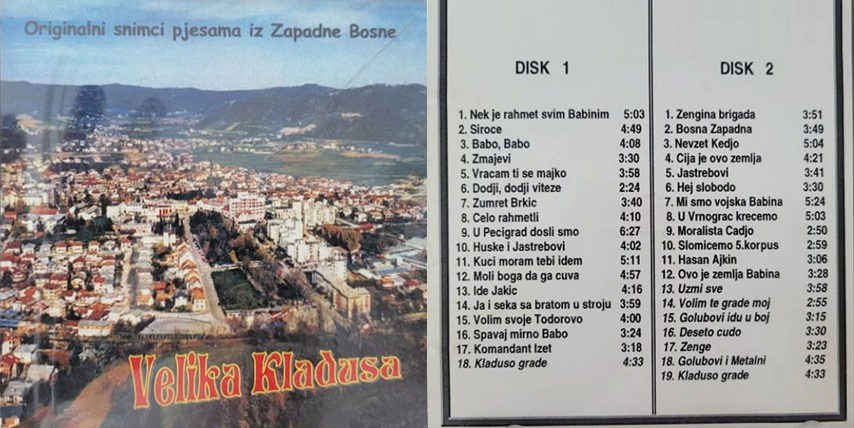 Originalni snimci pjesama iz Zapadne Bosne
Velika Kladusa
DISK 1
1. Nek je rahmet svim Babinim 5:03
2. Siroce 4:49
3. Babo, Babo 4:08
4. Zmajevi 3:30
5. Vracam ti se majko 3:58
6. Dodji, dodji viteze 2:24
7. Zumret Brkic 3:40
8. Celo rahmetli 4:10
9. U Pecigrad dosli smo 6:27
10. Huske i Jastrebovi 4:02
11. Kuci moram tebi idem 5:11
12. Moli boga da ga cuva 4:57
13. Ide Jakic 4:16
14. Ja i seka sa bratom u stroju 3:59
15. Volim svoje Todorovo 4:00
16. Spavaj mirno Babo 3:24
17. Komandant Izet 3:18
18. Kladuso grade 4:33
DISK 2
1. Zengina brigada 3:51
2. Bosna Zapadna 3:49
3. Nevzet Kedjo 5:04
4. Cija je ovo zemlja 4:21
5. Jastrebovi 3:41
6. Hej slobodo 3:30
7. Mi smo vojska Babina 5:24
8. U Vrnograc krecemo 5:03
9. Moralista Cadjo 2:50
10. Slomicemo 5.korpus 2:59
11. Hasan Ajkin 3:06
12. Ovo je zemlja Babina 3:28
13. Uzmi sve 3:58
14. Volim te grade moj 2:55
15. Golubovi idu u boj 3:15
16. Deseto cudo 3:30
17. Zenge 3:23
18. Golubovi i Metalni 4:35
19. Kladuso grade 4:33